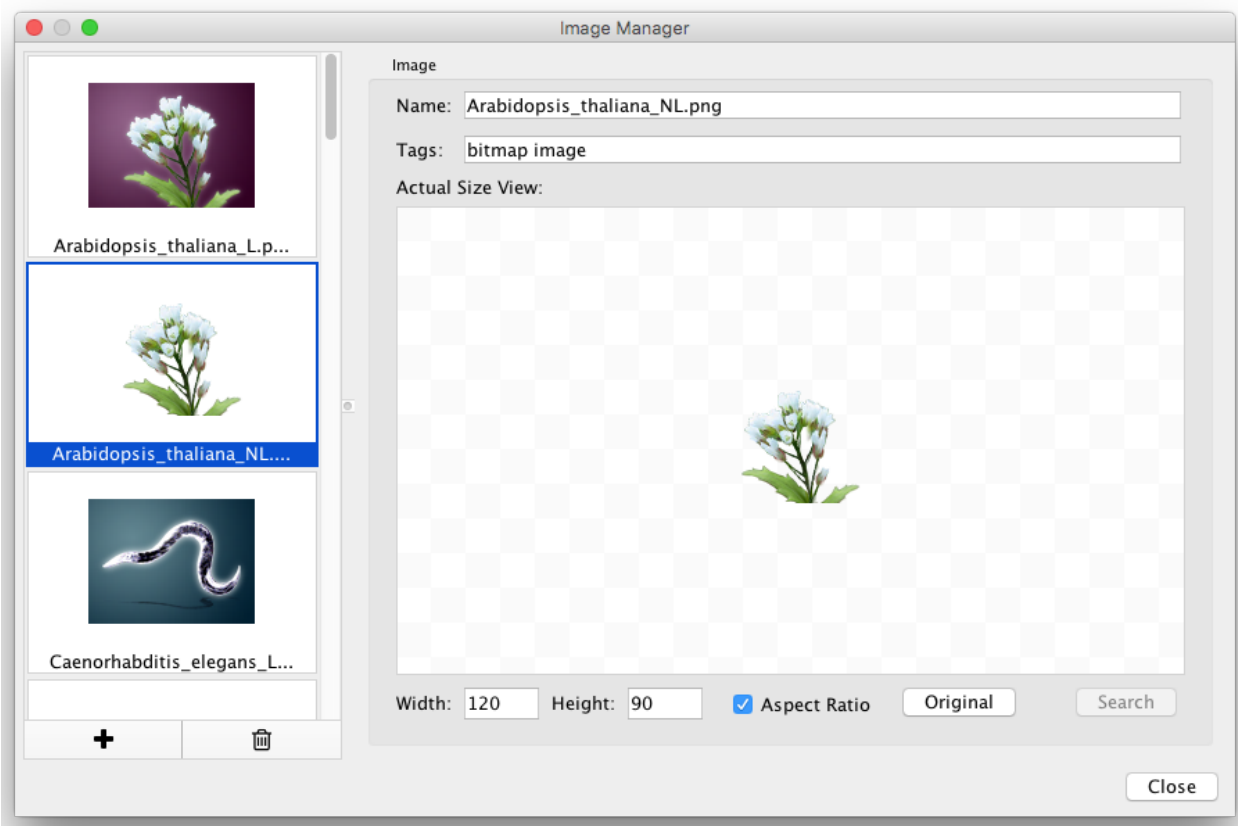 Image Manager
Arabidopsis_thaliana_L.p...
Arabidopsis_thaliana_NL....
Caenorhabditis_elegans_L...
Image
Name: Arabidopsis_thaliana_NL.png
Tags: bitmap image
Actual Size View:
Width: 120 Height: 90 Aspect Ratio Original Search
Close